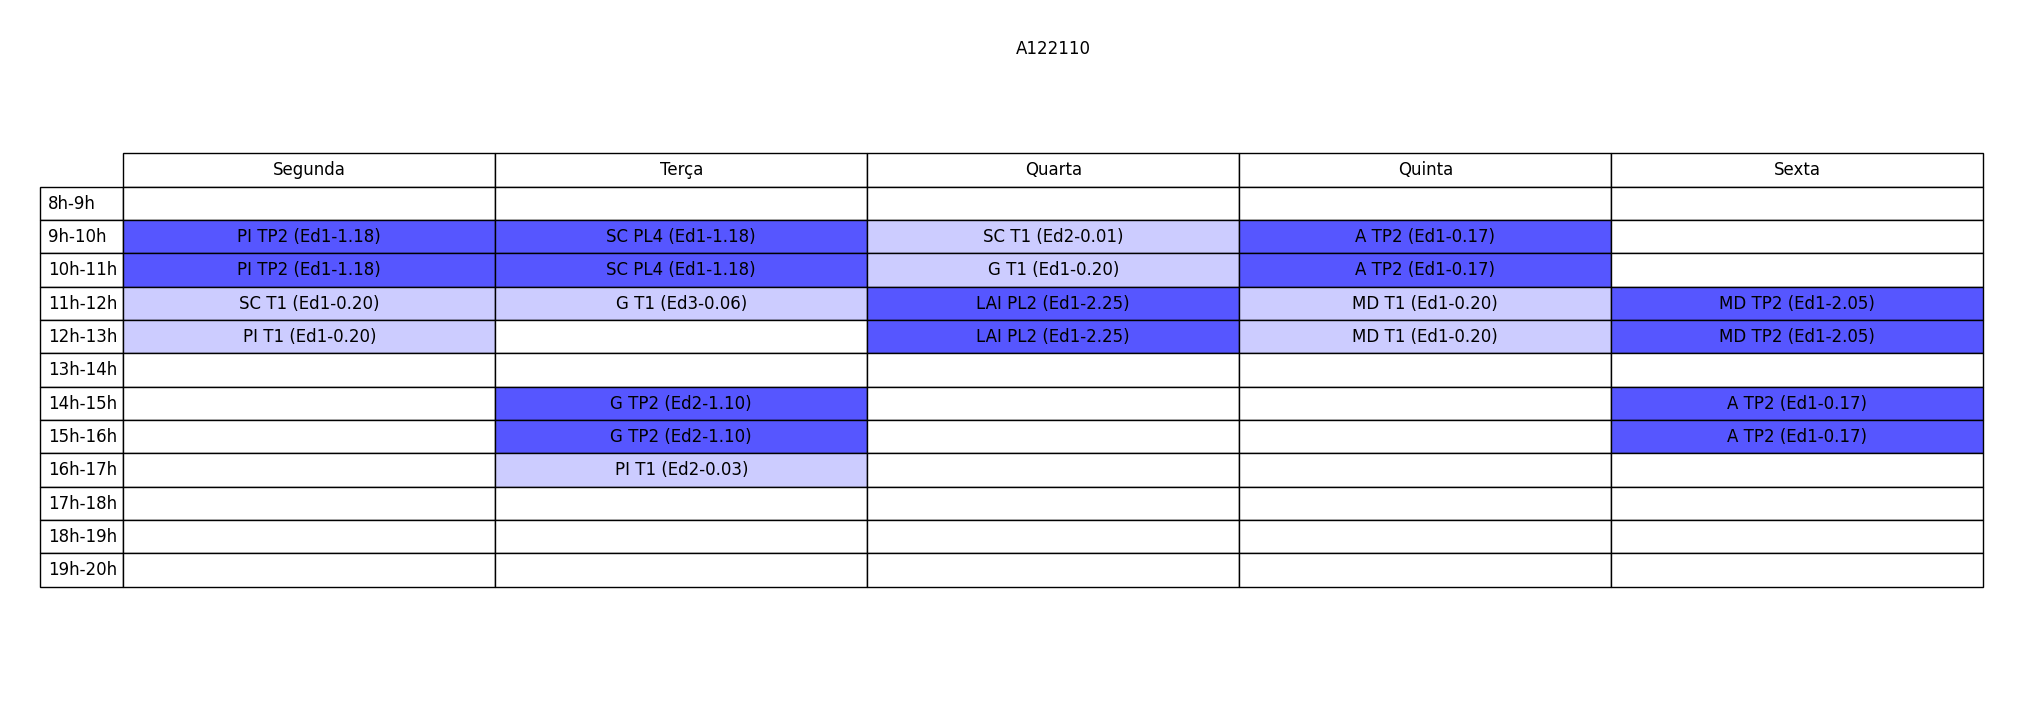 A122110
Segunda Terça Quarta Quinta Sexta
8h-9h
9h-10h PI TP2 (Ed1-1.18) SC PL4 (Ed1-1.18) SC T1 (Ed2-0.01) A TP2 (Ed1-0.17)
10h-11h PI TP2 (Ed1-1.18) SC PL4 (Ed1-1.18) G T1 (Ed1-0.20) A TP2 (Ed1-0.17)
11h-12h SC T1 (Ed1-0.20) G T1 (Ed3-0.06) LAI PL2 (Ed1-2.25) MD T1 (Ed1-0.20) MD TP2 (Ed1-2.05)
12h-13h PI T1 (Ed1-0.20) LAI PL2 (Ed1-2.25) MD T1 (Ed1-0.20) MD TP2 (Ed1-2.05)
13h-14h
14h-15h G TP2 (Ed2-1.10) A TP2 (Ed1-0.17)
15h-16h G TP2 (Ed2-1.10) A TP2 (Ed1-0.17)
16h-17h PI T1 (Ed2-0.03)
17h-18h
18h-19h
19h-20h